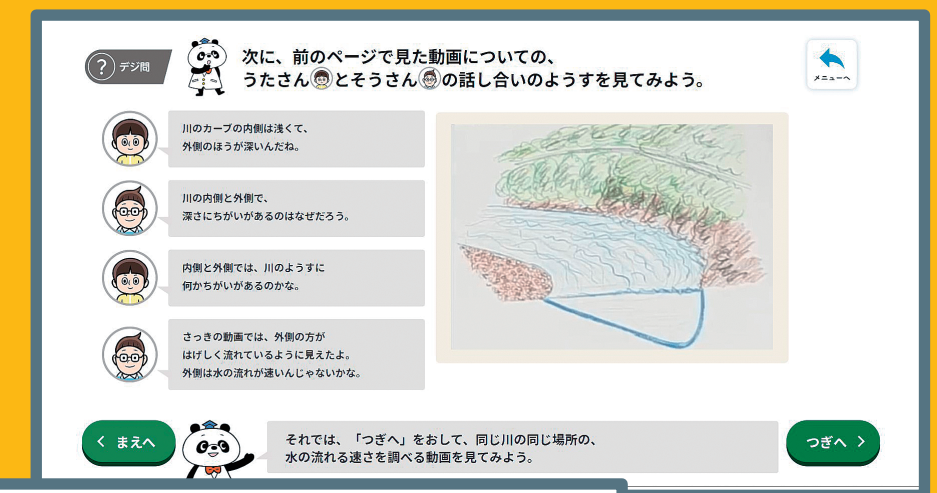 ? デジ問
次に、前のページで見た動画についての、
うたさんとそうさんの話し合いのようすを見てみよう。
メニューへ
川のカーブの内側は浅くて、
外側のほうが深いんだね。
川の内側と外側で、
深さにちがいがあるのはなぜだろう。
内側と外側では、川のようすに
何かちがいがあるのかな。
さっきの動画では、外側の方が
はげしく流れているように見えたよ。
外側は水の流れが速いんじゃないかな。
まえへ
それでは、「つぎへ」をおして、同じ川の同じ場所の、
水の流れる速さを調べる動画を見てみよう。
つぎへ